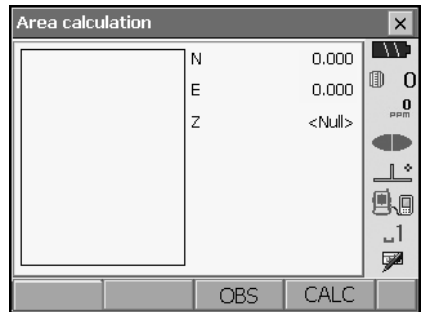 Area calculation
N 0.000
E 0.000
Z <Null>
0
0
PPM
1
OBS CALC